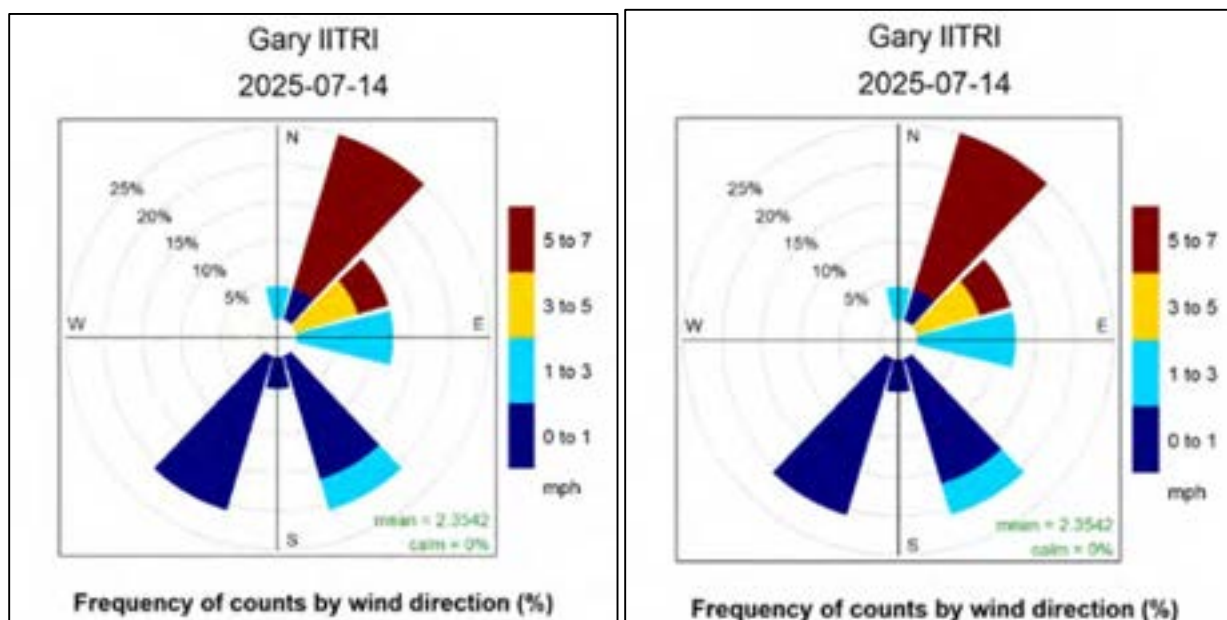 Gary IITRI
2025-07-14
N
25%
20%
15%
10%
5%
W
E
S
5 to 7
3 to 5
1 to 3
0 to 1
mph
mean = 2.3542
calm = 0%
Frequency of counts by wind direction (%)
Gary IITRI
2025-07-14
N
25%
20%
15%
10%
5%
W
E
S
5 to 7
3 to 5
1 to 3
0 to 1
mph
mean = 2.3542
calm = 0%
Frequency of counts by wind direction (%)